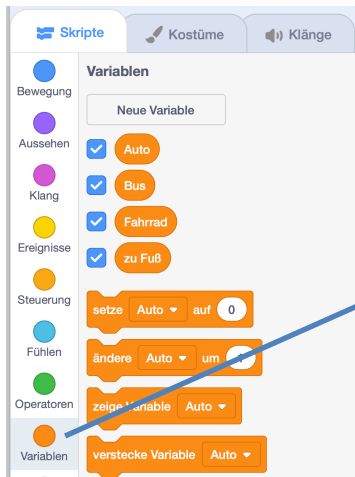 Skripte
Kostüme
Klänge
Bewegung
Aussehen
Klang
Ereignisse
Steuerung
Fühlen
Operatoren
Variablen
Variablen
Neue Variable
Auto
Bus
Fahrrad
zu Fuß
setze Auto auf 0
ändere Auto um
zeige Variable Auto
verstecke Variable Auto